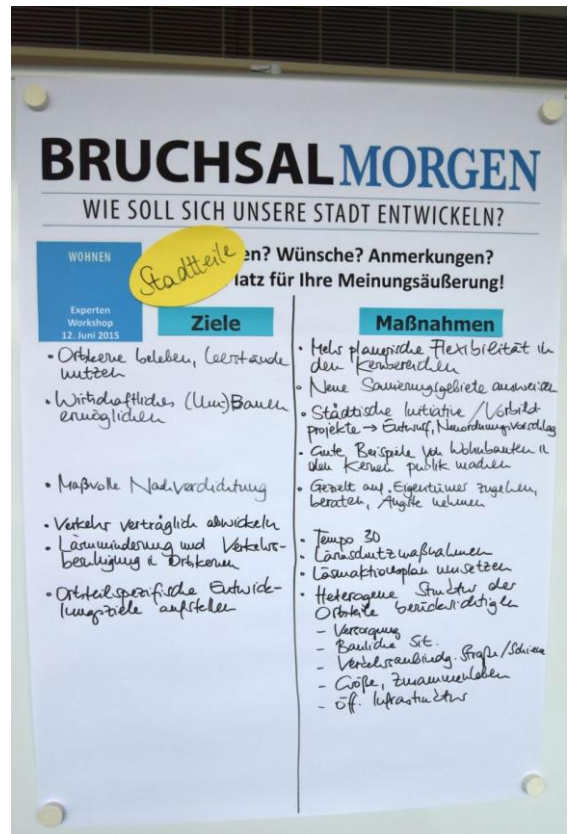 BRUCHSALMORGEN
WIE SOLL SICH UNSERE STADT ENTWICKELN?
WOHNEN
Experten
Workshop
12. Juni 2015
Stadtteile
en? Wünsche? Anmerkungen?
latz für Ihre Meinungsäußerung!
Ziele
• Ortskerne beleben, Leerstände
nutzen
• Wirtschaftliches (Um)Bauen
ermöglichen
• Maßvolle Nachverdichtung
• Verkehr verträglich abwickeln
• Lärmminderung und Verkehrs-
beruhigung i. Ortskernen
• Ortsteilspezifische Entwick-
lungsziele aufstellen
Maßnahmen
• Mehr planerische Flexibilität in
den Kernbereichen
• Neue Sanierungsgebiete ausweisen
• Städtische Initiative / Vorbild
projekte → Entwurf, Neuordnungsvorschlag
• Gute Beispiele von Wohnbauten in
den Kernen publik machen
• Gezielt auf Eigentümer zugehen,
beraten, Ängste nehmen
• Tempo 30
• Lärmschutzmaßnahmen
• Lärmaktionsplan umsetzen
• Heterogene Struktur der
Ortsteile berücksichtigen
- Versorgung
- Bauliche Sit.
- Verkehrsanbindg. Straße/Schiene
- Größe, Zusammenleben
- öff. Infrastruktur